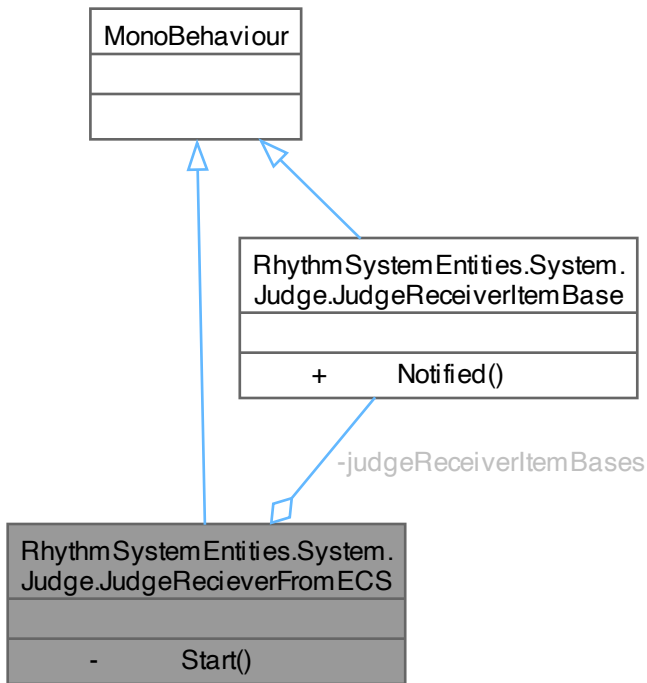 MonoBehaviour
RhythmSystemEntities.System.
Judge.JudgeReceiverItemBase
+ Notified()
-judgeReceiverItemBases
RhythmSystemEntities.System.
Judge.JudgeRecieverFromECS
- Start()